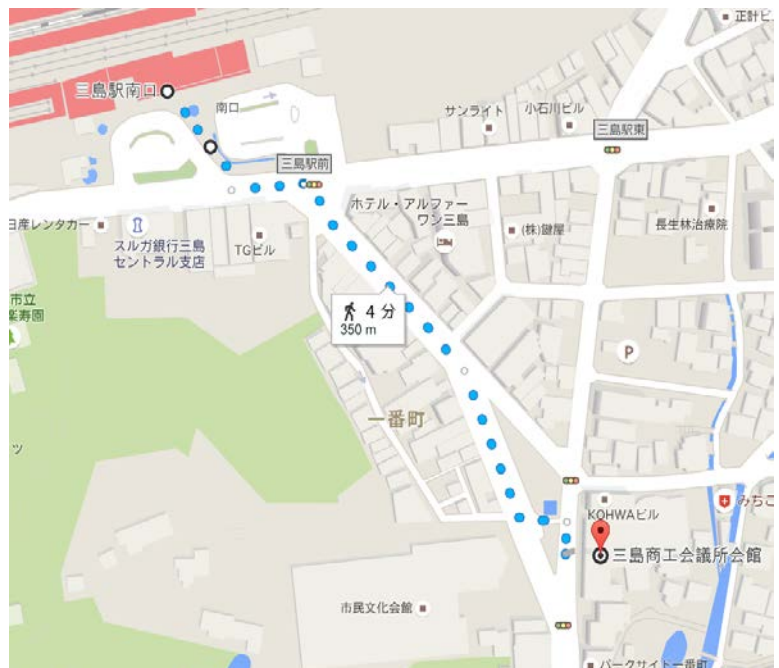 正計ビ
三島駅南口
南口
サンライト
小石川ビル
三島駅東
三島駅前
ホテル・アルファー
ワン三島
日産レンタカー
スルガ銀行三島
セントラル支店
TGビル
(株)鍵屋
長生林治療院
市立
楽寿園
4 分
350 m
P
一番町
ツ
KOHWAビル
みちこ
三島商工会議所会館
市民文化会館
パークサイト一番町